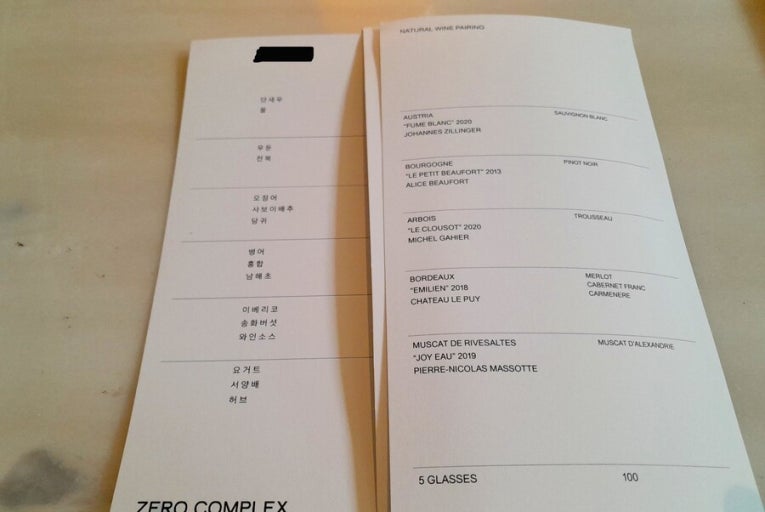 단새우
물
우둔
전복
오징어
사보이배추
당귀
병어
홍합
남해초
이베리코
송화버섯
와인소스
요거트
서양배
허브
ZERO COMPLEX
NATURAL WINE PAIRING
AUSTRIA SAUVIGNON BLANC
"FUME BLANC" 2020
JOHANNES ZILLINGER
BOURGOGNE PINOT NOIR
"LE PETIT BEAUFORT" 2013
ALICE BEAUFORT
ARBOIS TROUSSEAU
"LE CLOUSOT" 2020
MICHEL GAHIER
BORDEAUX MERLOT
"EMILIEN" 2018 CABERNET FRANC
CHATEAU LE PUY CARMENERE
MUSCAT DE RIVESALTES MUSCAT D'ALEXANDRIE
"JOY EAU" 2019
PIERRE-NICOLAS MASSOTTE
5 GLASSES 100